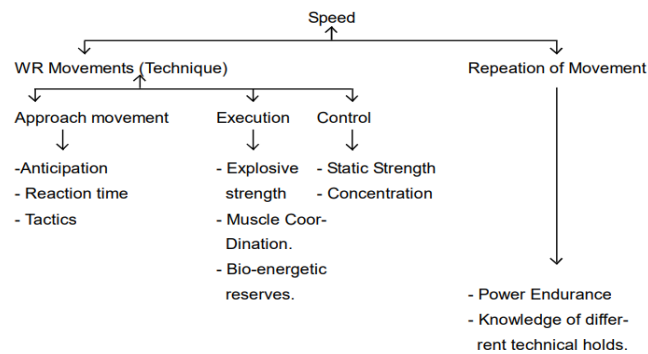 Speed
WR Movements (Technique)
Repeation of Movement
Approach movement
Execution
Control
-Anticipation
- Reaction time
- Tactics
- Explosive
strength
- Muscle Coor-
Dination.
- Bio-energetic
reserves.
- Static Strength
- Concentration
- Power Endurance
- Knowledge of differ-
rent technical holds.